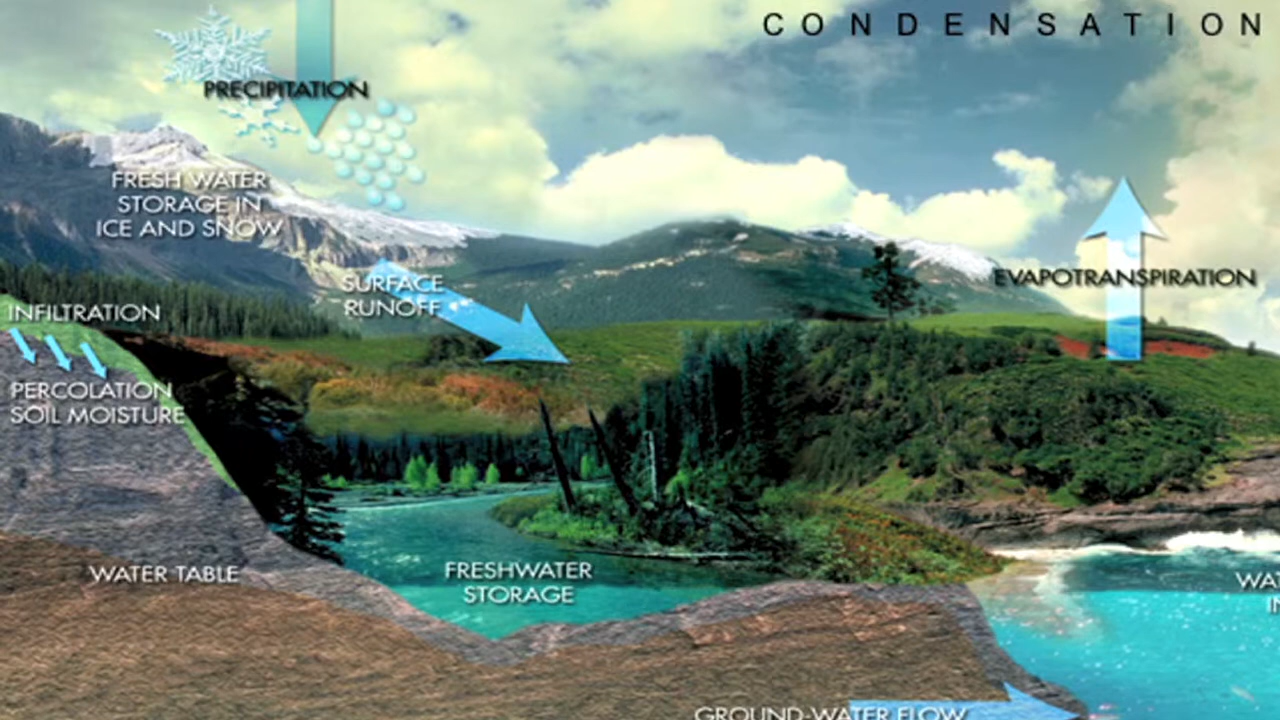 CONDENSATION
PRECIPITATION
FRESH WATER
STORAGE IN
ICE AND SNOW
SURFACE
RUNOFF
EVAPOTRANSPIRATION
INFILTRATION
PERCOLATION
SOIL MOISTURE
WATER TABLE
FRESHWATER
STORAGE
GROUND-WATER FLOW